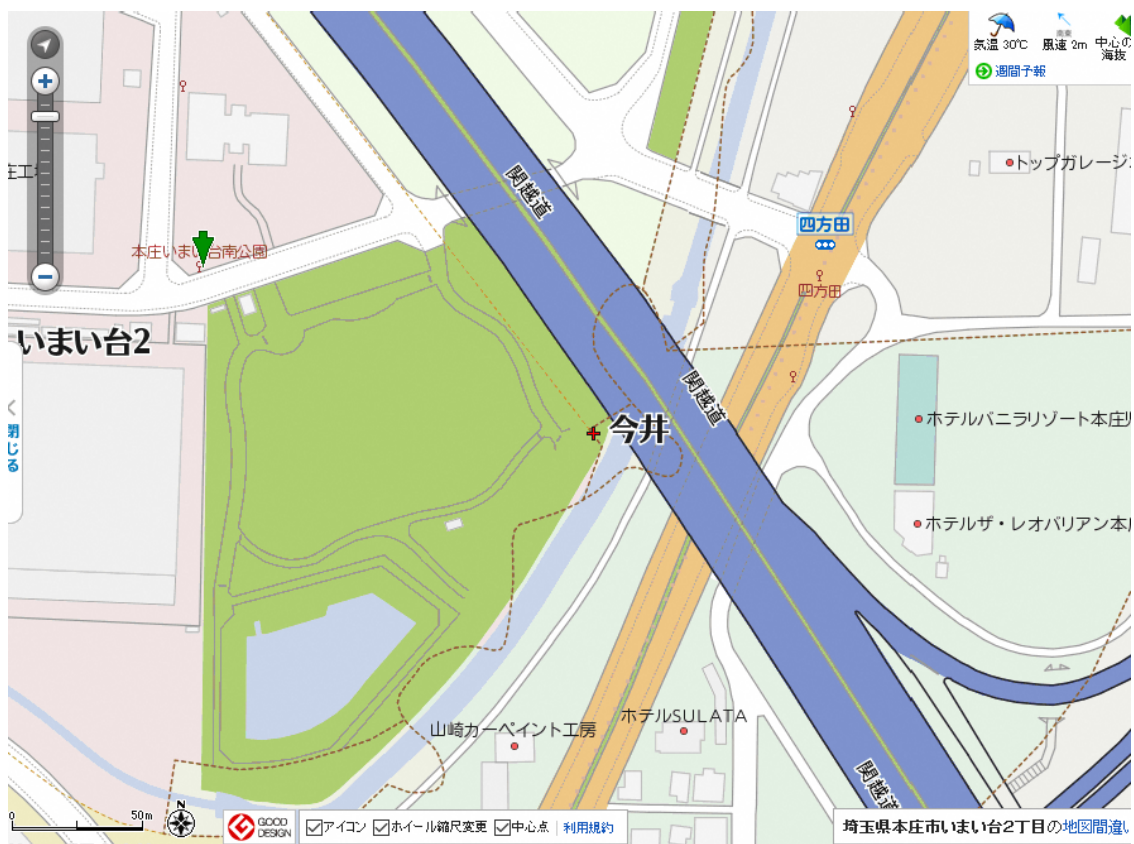 気温 30℃
風速 2m
中心の
海抜
週間予報
関越道
トップガレージ
庄工
四方田
本庄いまい台南公園
四方田
いまい台2
関越道
今井
ホテルバニラリゾート本庄
閉じる
ホテルザ・レオバリアン本
ホテルSULATA
山崎カーペイント工房
関越道
0 50m
N
GOOD DESIGN
アイコン ホイール縮尺変更 中心点 利用規約
埼玉県本庄市いまい台2丁目の地図間違い